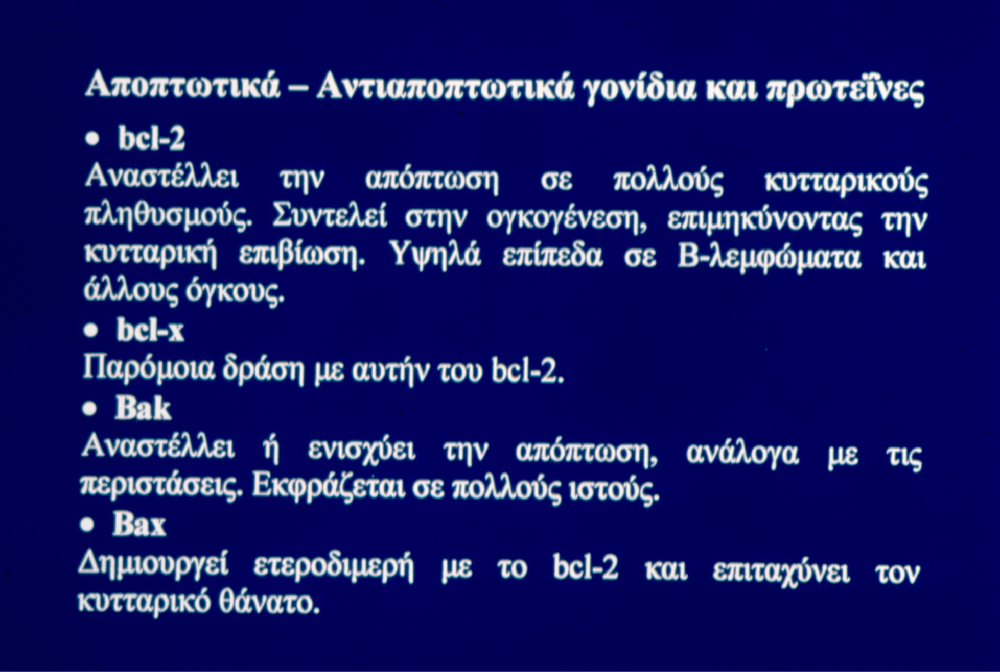 Αποπτωτικά – Αντιαποπτωτικά γονίδια και πρωτεΐνες
● bcl-2
Αναστέλλει την απόπτωση σε πολλούς κυτταρικούς
πληθυσμούς. Συντελεί στην ογκογένεση, επιμηκύνοντας την
κυτταρική επιβίωση. Υψηλά επίπεδα σε Β-λεμφώματα και
άλλους όγκους.
● bcl-x
Παρόμοια δράση με αυτήν του bcl-2.
● Bak
Αναστέλλει ή ενισχύει την απόπτωση, ανάλογα με τις
περιστάσεις. Εκφράζεται σε πολλούς ιστούς.
● Bax
Δημιουργεί ετεροδιμερή με το bcl-2 και επιταχύνει τον
κυτταρικό θάνατο.